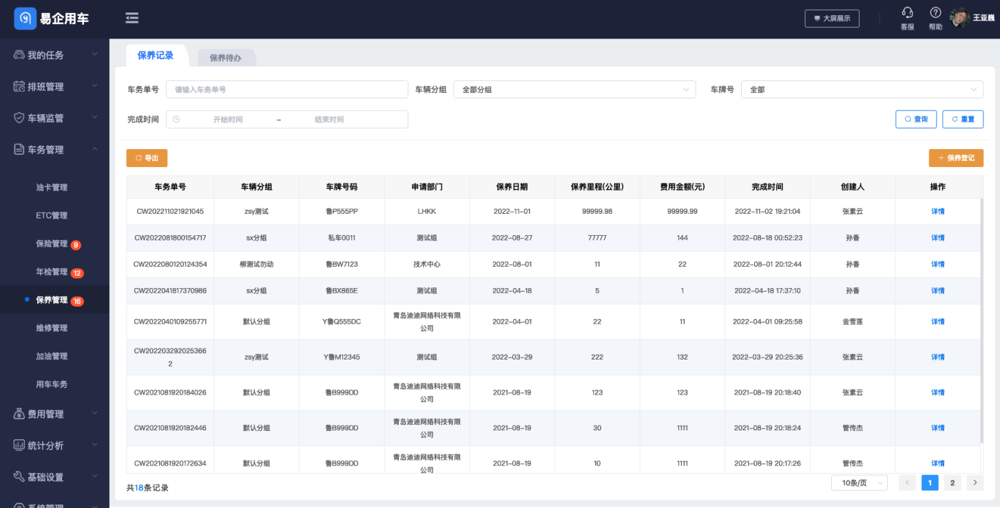 易企用车
大屏展示
客服
帮助
王亚巍
我的任务
排班管理
车辆监管
车务管理
油卡管理
ETC管理
保险管理 9
年检管理 12
保养管理 16
维修管理
加油管理
用车车务
费用管理
统计分析
基础设置
系统管理
保养记录
保养待办
车务单号 请输入车务单号 车辆分组 全部分组 车牌号 全部
完成时间 开始时间 – 结束时间 查询 重置
导出 保养登记
车务单号 车辆分组 车牌号码 申请部门 保养日期 保养里程(公里) 费用金额(元) 完成时间 创建人 操作
CW202211021921045 zsy测试 鲁P555PP LHKK 2022-11-01 99999.98 99999.99 2022-11-02 19:21:04 张素云 详情
CW2022081800154717 sx分组 私车0011 测试组 2022-08-27 77777 144 2022-08-18 00:52:23 孙香 详情
CW2022080120124354 柳测试勿动 鲁BW7123 技术中心 2022-08-01 11 22 2022-08-01 20:12:44 孙香 详情
CW2022041817370986 sx分组 鲁BX865E 测试组 2022-04-18 5 1 2022-04-18 17:37:10 孙香 详情
CW2022040109255771 默认分组 Y鲁Q555DC 青岛迪迪网络科技有限
公司 2022-04-01 22 11 2022-04-01 09:25:58 金雪莲 详情
CW202203292025366
2 zsy测试 Y鲁M12345 测试组 2022-03-29 222 132 2022-03-29 20:25:36 张素云 详情
CW2021081920184026 默认分组 鲁B999DD 青岛迪迪网络科技有限
公司 2021-08-19 123 123 2021-08-19 20:18:40 张素云 详情
CW2021081920182446 默认分组 鲁B999DD 青岛迪迪网络科技有限
公司 2021-08-19 30 1111 2021-08-19 20:18:24 管传杰 详情
CW2021081920172634 默认分组 鲁B999DD 青岛迪迪网络科技有限
公司 2021-08-19 10 1111 2021-08-19 20:17:26 管传杰 详情
共18条记录 10条/页 1 2